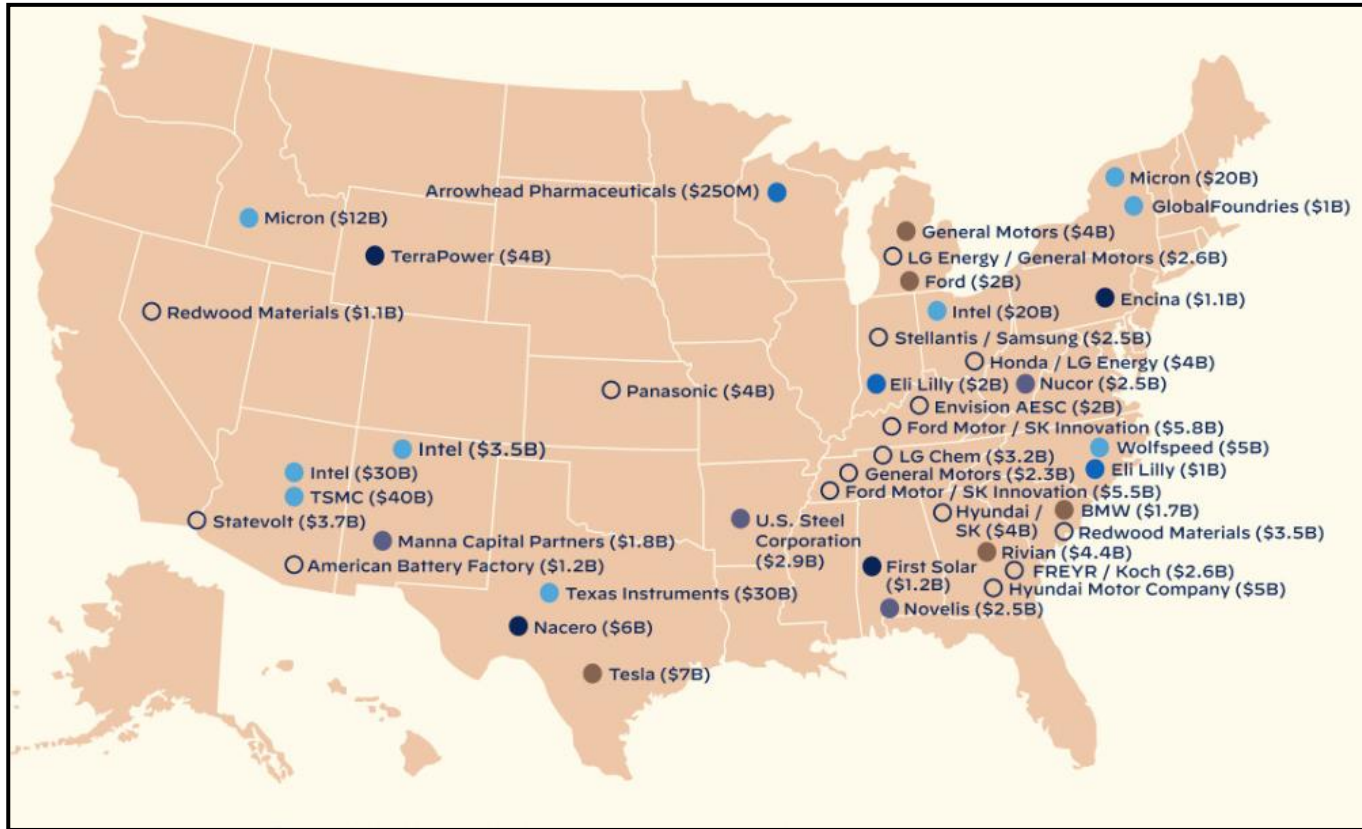 Arrowhead Pharmaceuticals ($250M)
Micron ($20B)
GlobalFoundries ($1B)
Micron ($12B)
General Motors ($4B)
TerraPower ($4B)
LG Energy / General Motors ($2.6B)
Ford ($2B)
Encina ($1.1B)
Redwood Materials ($1.1B)
Intel ($20B)
Stellantis / Samsung ($2.5B)
Honda / LG Energy ($4B)
Panasonic ($4B)
Eli Lilly ($2B)
Nucor ($2.5B)
Envision AESC ($2B)
Ford Motor / SK Innovation ($5.8B)
Intel ($3.5B)
Wolfspeed ($5B)
LG Chem ($3.2B)
Eli Lilly ($1B)
Intel ($30B)
General Motors ($2.3B)
TSMC ($40B)
Ford Motor / SK Innovation ($5.5B)
Statevolt ($3.7B)
U.S. Steel
Corporation
($2.9B)
Hyundai /
SK ($4B)
BMW ($1.7B)
Redwood Materials ($3.5B)
Manna Capital Partners ($1.8B)
Rivian ($4.4B)
American Battery Factory ($1.2B)
First Solar
($1.2B)
FREYR / Koch ($2.6B)
Hyundai Motor Company ($5B)
Texas Instruments ($30B)
Novelis ($2.5B)
Nacero ($6B)
Tesla ($7B)